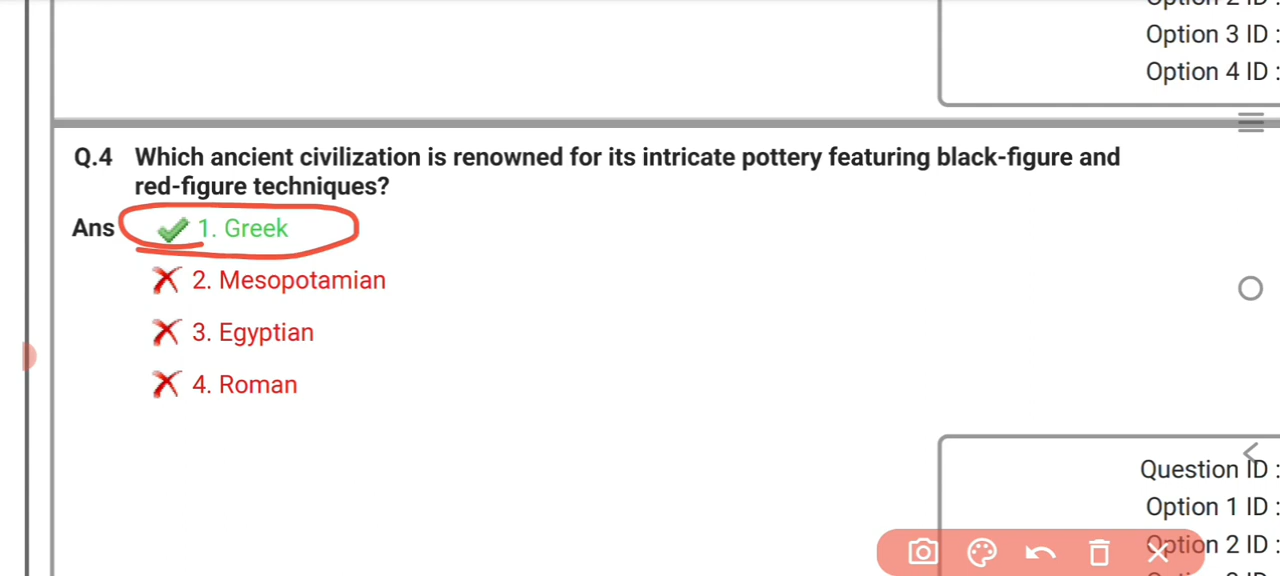 Option 3 ID :
Option 4 ID :
Q.4 Which ancient civilization is renowned for its intricate pottery featuring black-figure and
red-figure techniques?
Ans 1. Greek
2. Mesopotamian
3. Egyptian
4. Roman
Question ID :
Option 1 ID :
Option 2 ID :